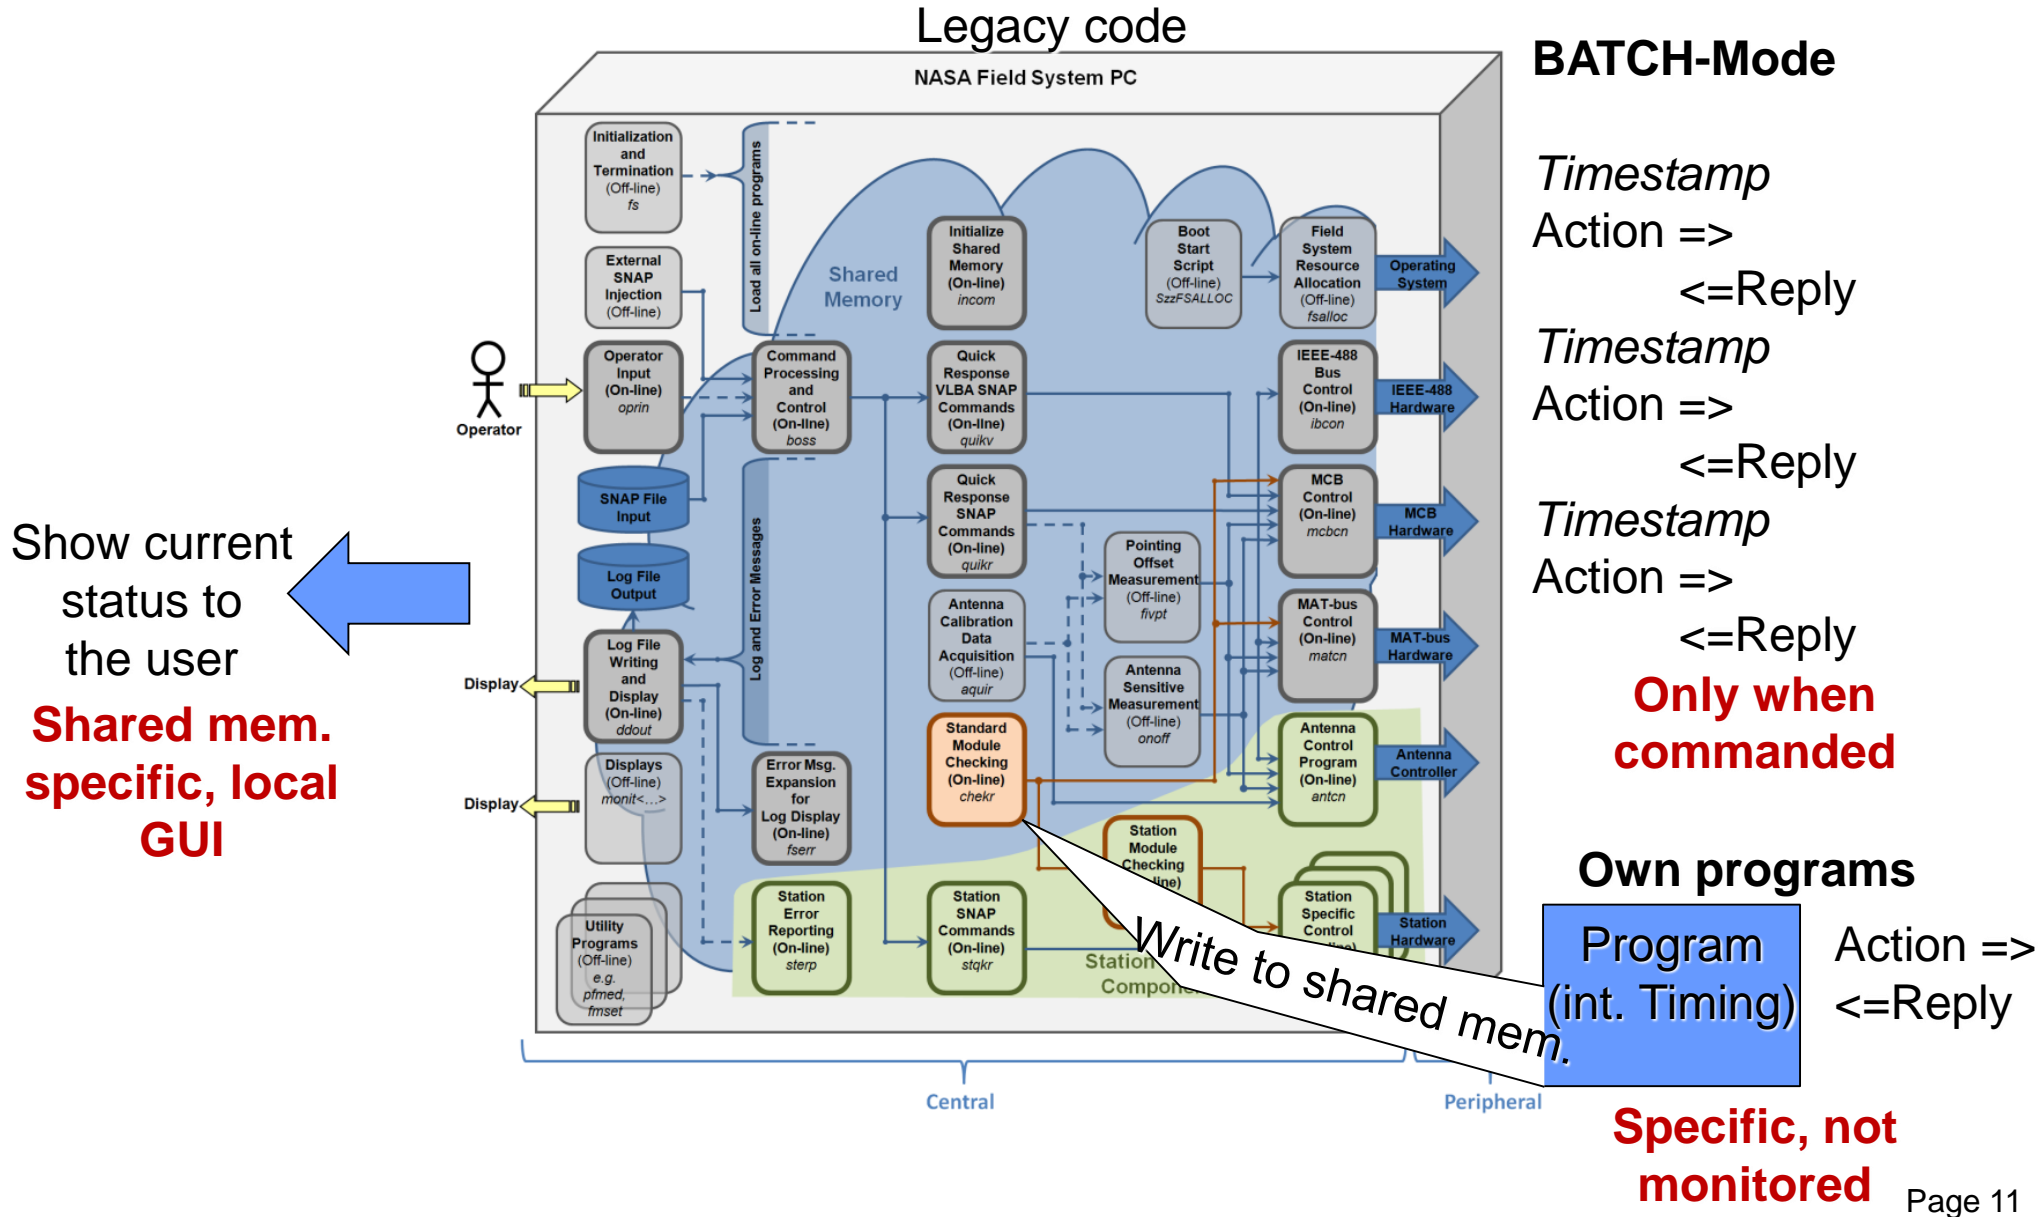 Legacy code
NASA Field System PC
BATCH-Mode
Timestamp
Action =>
<=Reply
Timestamp
Action =>
<=Reply
Timestamp
Action =>
<=Reply
Only when
commanded
Own programs
Program
(int. Timing)
Action =>
<=Reply
Specific, not
monitored
Page 11
Show current
status to
the user
Shared mem.
specific, local
GUI
Operator
Display
Display
Initialization
and
Termination
(Off-line)
fs
External
SNAP
Injection
(Off-line)
Operator
Input
(On-line)
oprin
SNAP File
Input
Log File
Output
Log File
Writing
and
Display
(On-line)
ddout
Displays
(Off-line)
monit<...>
Utility
Programs
(Off-line)
e.g.
pfmed,
fmset
Load all on-line programs
Command
Processing
and
Control
(On-line)
boss
Log and Error Messages
Error Msg.
Expansion
for
Log Display
(On-line)
fserr
Station
Error
Reporting
(On-line)
sterp
Shared
Memory
Initialize
Shared
Memory
(On-line)
incom
Quick
Response
VLBA SNAP
Commands
(On-line)
quikv
Quick
Response
SNAP
Commands
(On-line)
quikr
Antenna
Calibration
Data
Acquisition
(Off-line)
aquir
Standard
Module
Checking
(On-line)
chekr
Station
SNAP
Commands
(On-line)
stqkr
Boot
Start
Script
(Off-line)
SzzFSALLOC
Pointing
Offset
Measurement
(Off-line)
fivpt
Antenna
Sensitive
Measurement
(Off-line)
onoff
Station
Module
Checking
Station
Write to shared mem.
Field
System
Resource
Allocation
(Off-line)
fsalloc
IEEE-488
Bus
Control
(On-line)
ibcon
MCB
Control
(On-line)
mcbcn
MAT-bus
Control
(On-line)
matcn
Antenna
Control
Program
(On-line)
antcn
Station
Specific
Control
Operating
System
IEEE-488
Hardware
MCB
Hardware
MAT-bus
Hardware
Antenna
Controller
Station
Hardware
Central
Peripheral